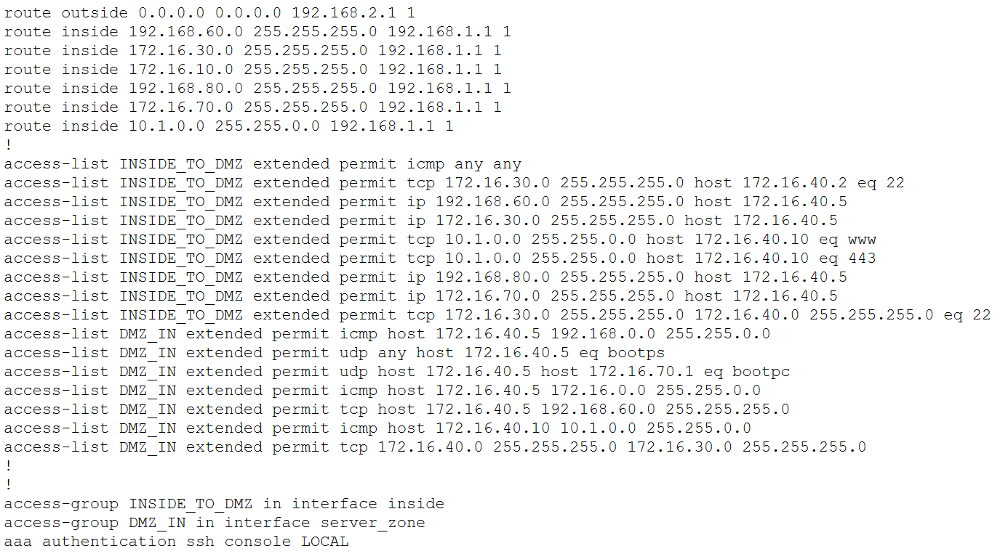 route outside 0.0.0.0 0.0.0.0 192.168.2.1 1
route inside 192.168.60.0 255.255.255.0 192.168.1.1 1
route inside 172.16.30.0 255.255.255.0 192.168.1.1 1
route inside 172.16.10.0 255.255.255.0 192.168.1.1 1
route inside 192.168.80.0 255.255.255.0 192.168.1.1 1
route inside 172.16.70.0 255.255.255.0 192.168.1.1 1
route inside 10.1.0.0 255.255.0.0 192.168.1.1 1
!
access-list INSIDE_TO_DMZ extended permit icmp any any
access-list INSIDE_TO_DMZ extended permit tcp 172.16.30.0 255.255.255.0 host 172.16.40.2 eq 22
access-list INSIDE_TO_DMZ extended permit ip 192.168.60.0 255.255.255.0 host 172.16.40.5
access-list INSIDE_TO_DMZ extended permit ip 172.16.30.0 255.255.255.0 host 172.16.40.5
access-list INSIDE_TO_DMZ extended permit tcp 10.1.0.0 255.255.0.0 host 172.16.40.10 eq www
access-list INSIDE_TO_DMZ extended permit tcp 10.1.0.0 255.255.0.0 host 172.16.40.10 eq 443
access-list INSIDE_TO_DMZ extended permit ip 192.168.80.0 255.255.255.0 host 172.16.40.5
access-list INSIDE_TO_DMZ extended permit ip 172.16.70.0 255.255.255.0 host 172.16.40.5
access-list INSIDE_TO_DMZ extended permit tcp 172.16.30.0 255.255.255.0 172.16.40.0 255.255.255.0 eq 22
access-list DMZ_IN extended permit icmp host 172.16.40.5 192.168.0.0 255.255.0.0
access-list DMZ_IN extended permit udp any host 172.16.40.5 eq bootps
access-list DMZ_IN extended permit udp host 172.16.40.5 host 172.16.70.1 eq bootpc
access-list DMZ_IN extended permit icmp host 172.16.40.5 172.16.0.0 255.255.0.0
access-list DMZ_IN extended permit tcp host 172.16.40.5 192.168.60.0 255.255.255.0
access-list DMZ_IN extended permit icmp host 172.16.40.10 10.1.0.0 255.255.0.0
access-list DMZ_IN extended permit tcp 172.16.40.0 255.255.255.0 172.16.30.0 255.255.255.0
!
!
access-group INSIDE_TO_DMZ in interface inside
access-group DMZ_IN in interface server_zone
aaa authentication ssh console LOCAL